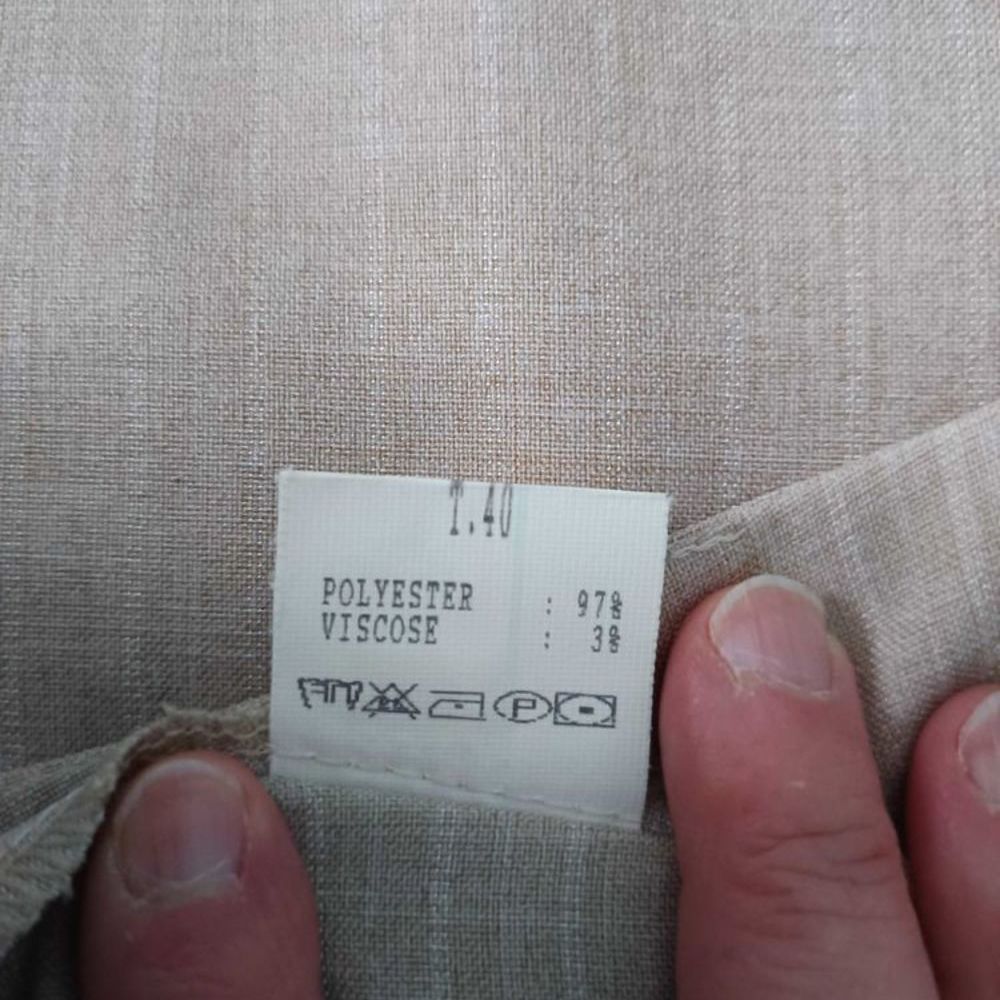 T.40
POLYESTER : 97%
VISCOSE : 3%
P